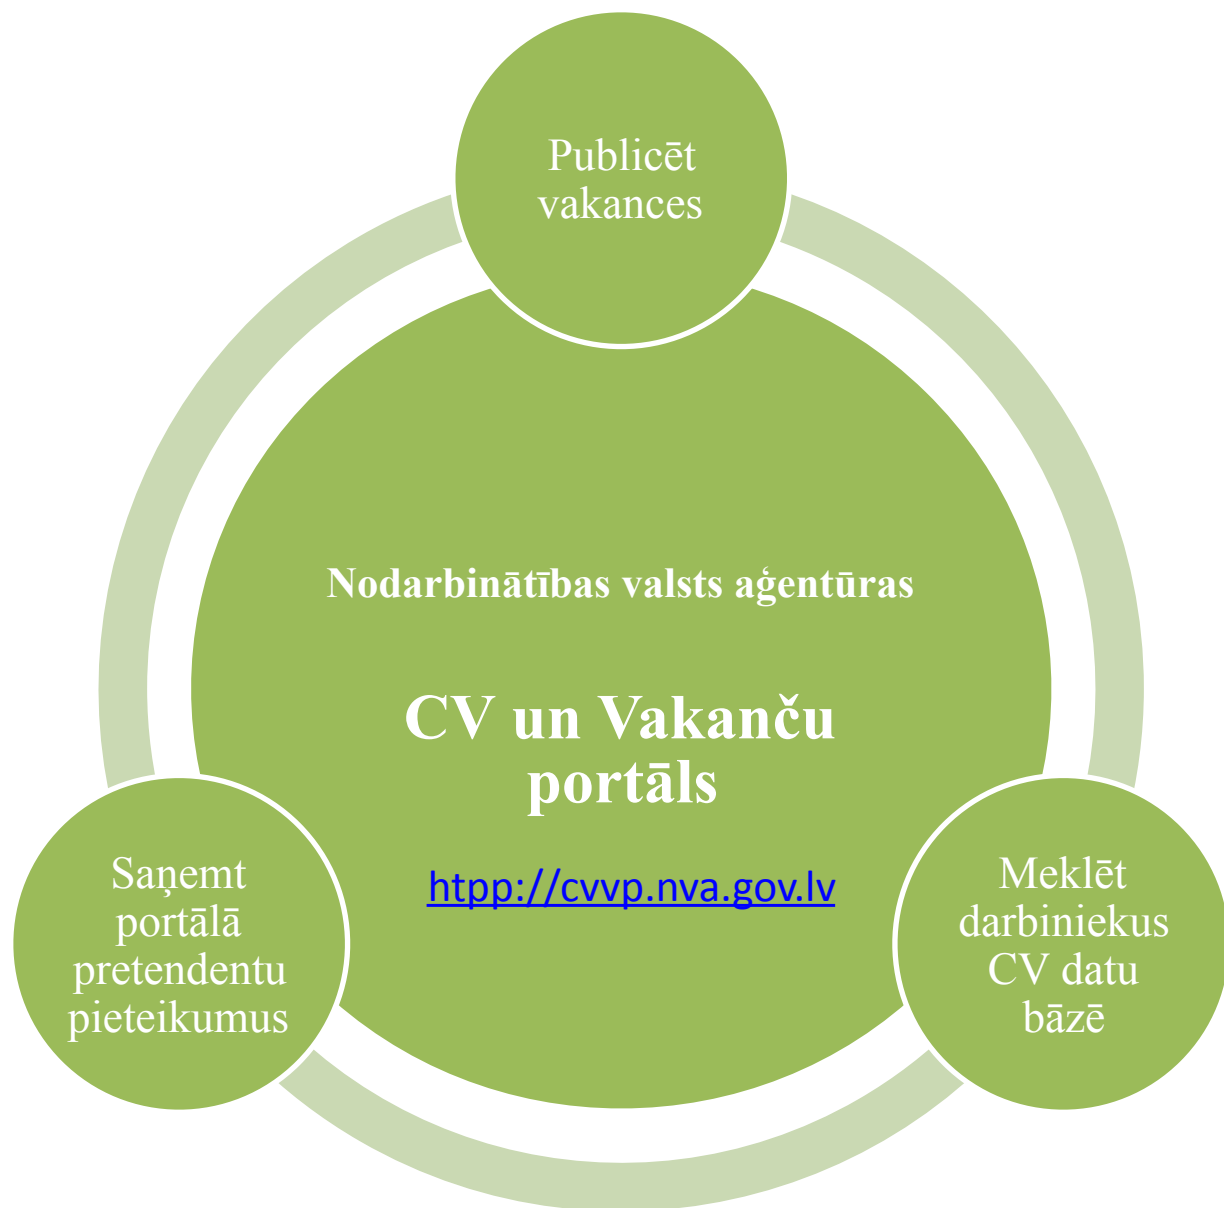 Publicēt
vakances
Nodarbinātības valsts aģentūras
CV un Vakanču
portāls
htpp://cvvp.nva.gov.lv
Saņemt
portālā
pretendentu
pieteikumus
Meklēt
darbiniekus
CV datu
bāzē